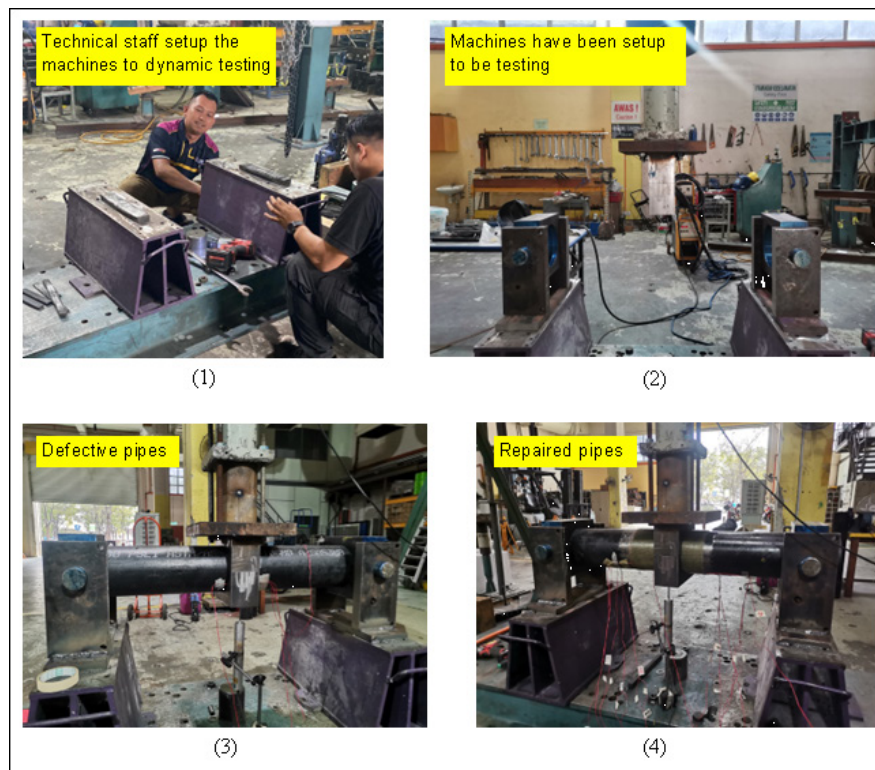 Technical staff setup the
machines to dynamic testing
Machines have been setup
to be testing
AWAS !
(1)
(2)
Defective pipes
Repaired pipes
(3)
(4)